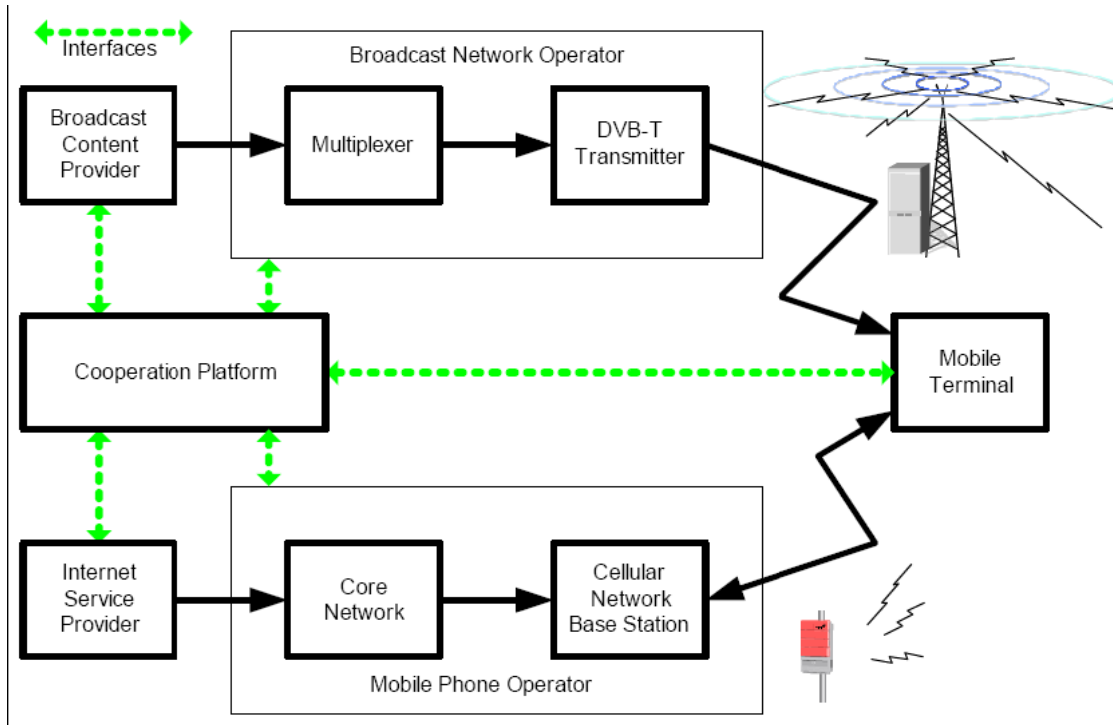 Interfaces
Broadcast Network Operator
Broadcast
Content
Provider
Multiplexer
DVB-T
Transmitter
Cooperation Platform
Mobile
Terminal
Internet
Service
Provider
Core
Network
Cellular
Network
Base Station
Mobile Phone Operator